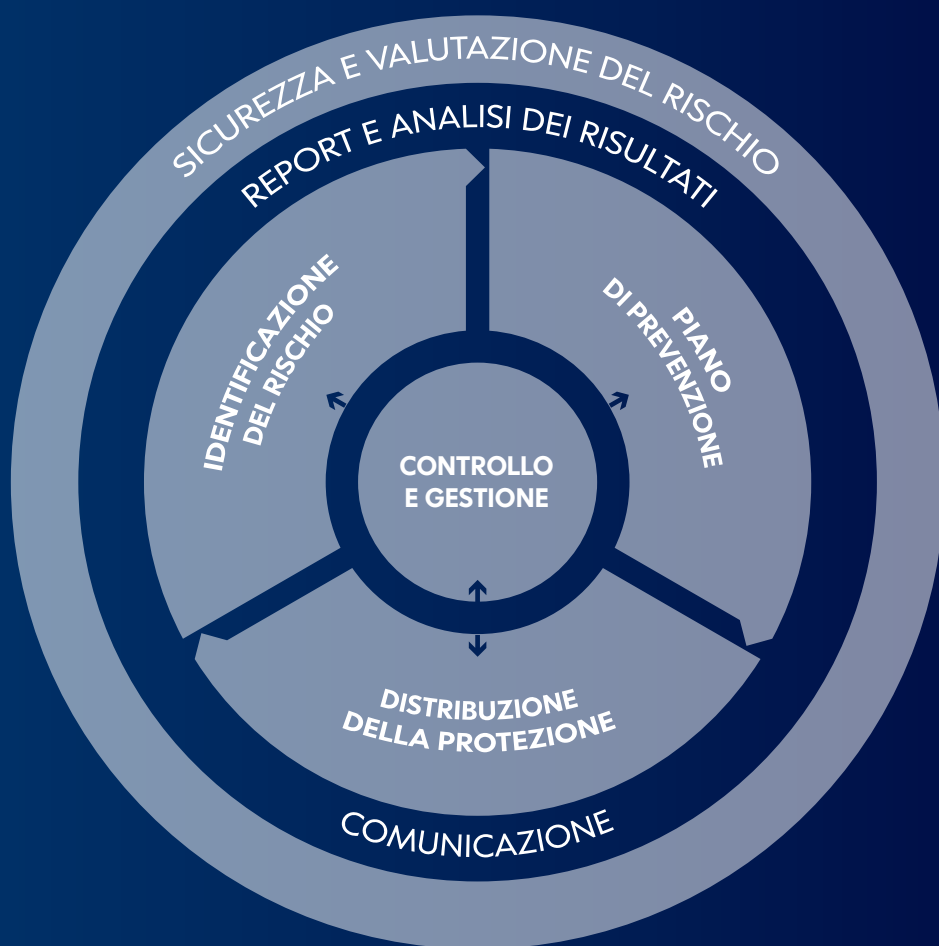 SICUREZZA E VALUTAZIONE DEL RISCHIO
REPORT E ANALISI DEI RISULTATI
IDENTIFICAZIONE
DEL RISCHIO
PIANO
DI PREVENZIONE
CONTROLLO
E GESTIONE
DISTRIBUZIONE
DELLA PROTEZIONE
COMUNICAZIONE